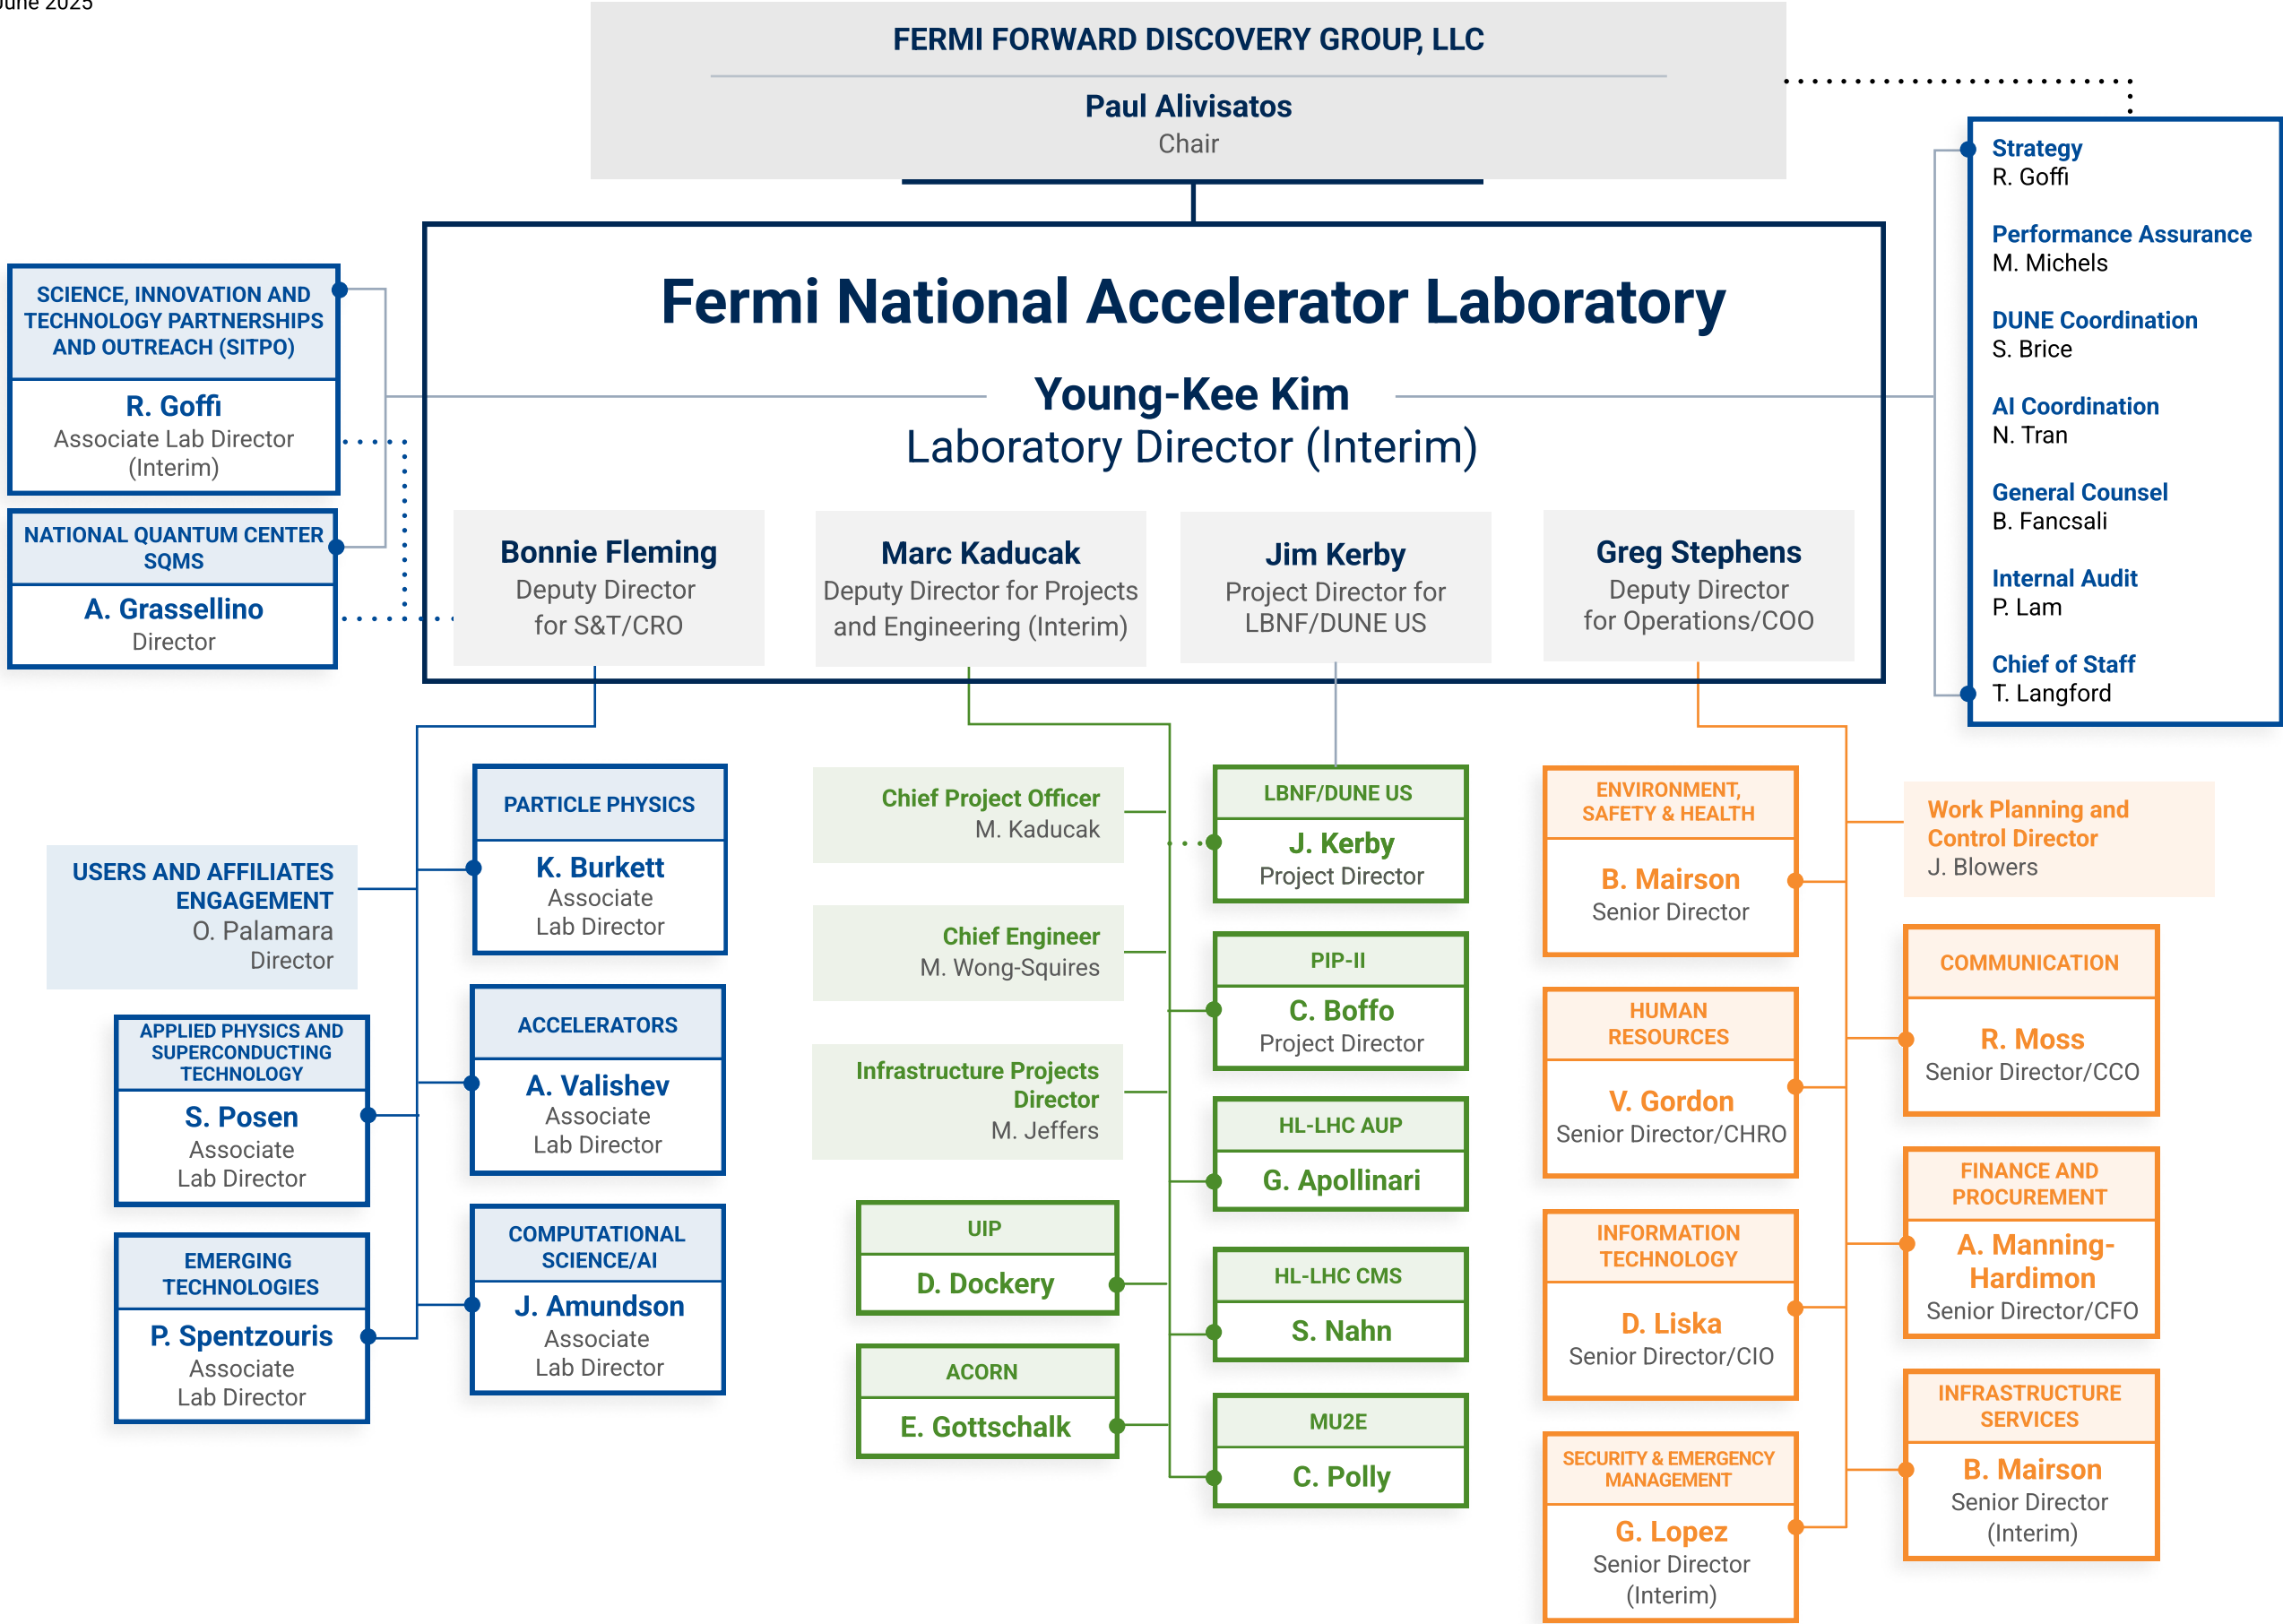 June 2025
FERMI FORWARD DISCOVERY GROUP, LLC
Paul Alivisatos
Chair
Fermi National Accelerator Laboratory
Young-Kee Kim
Laboratory Director (Interim)
SCIENCE, INNOVATION AND
TECHNOLOGY PARTNERSHIPS
AND OUTREACH (SITPO)
R. Goffi
Associate Lab Director
(Interim)
NATIONAL QUANTUM CENTER
SQMS
A. Grassellino
Director
Bonnie Fleming
Deputy Director
for S&T/CRO
Marc Kaducak
Deputy Director for Projects
and Engineering (Interim)
Jim Kerby
Project Director for
LBNF/DUNE US
Greg Stephens
Deputy Director
for Operations/COO
Strategy
R. Goffi
Performance Assurance
M. Michels
DUNE Coordination
S. Brice
AI Coordination
N. Tran
General Counsel
B. Fancsali
Internal Audit
P. Lam
Chief of Staff
T. Langford
USERS AND AFFILIATES
ENGAGEMENT
O. Palamara
Director
APPLIED PHYSICS AND
SUPERCONDUCTING
TECHNOLOGY
S. Posen
Associate
Lab Director
EMERGING
TECHNOLOGIES
P. Spentzouris
Associate
Lab Director
PARTICLE PHYSICS
K. Burkett
Associate
Lab Director
ACCELERATORS
A. Valishev
Associate
Lab Director
COMPUTATIONAL
SCIENCE/AI
J. Amundson
Associate
Lab Director
Chief Project Officer
M. Kaducak
Chief Engineer
M. Wong-Squires
Infrastructure Projects
Director
M. Jeffers
UIP
D. Dockery
ACORN
E. Gottschalk
LBNF/DUNE US
J. Kerby
Project Director
PIP-II
C. Boffo
Project Director
HL-LHC AUP
G. Apollinari
HL-LHC CMS
S. Nahn
MU2E
C. Polly
ENVIRONMENT,
SAFETY & HEALTH
B. Mairson
Senior Director
HUMAN
RESOURCES
V. Gordon
Senior Director/CHRO
INFORMATION
TECHNOLOGY
D. Liska
Senior Director/CIO
SECURITY & EMERGENCY
MANAGEMENT
G. Lopez
Senior Director
(Interim)
Work Planning and
Control Director
J. Blowers
COMMUNICATION
R. Moss
Senior Director/CCO
FINANCE AND
PROCUREMENT
A. Manning-
Hardimon
Senior Director/CFO
INFRASTRUCTURE
SERVICES
B. Mairson
Senior Director
(Interim)